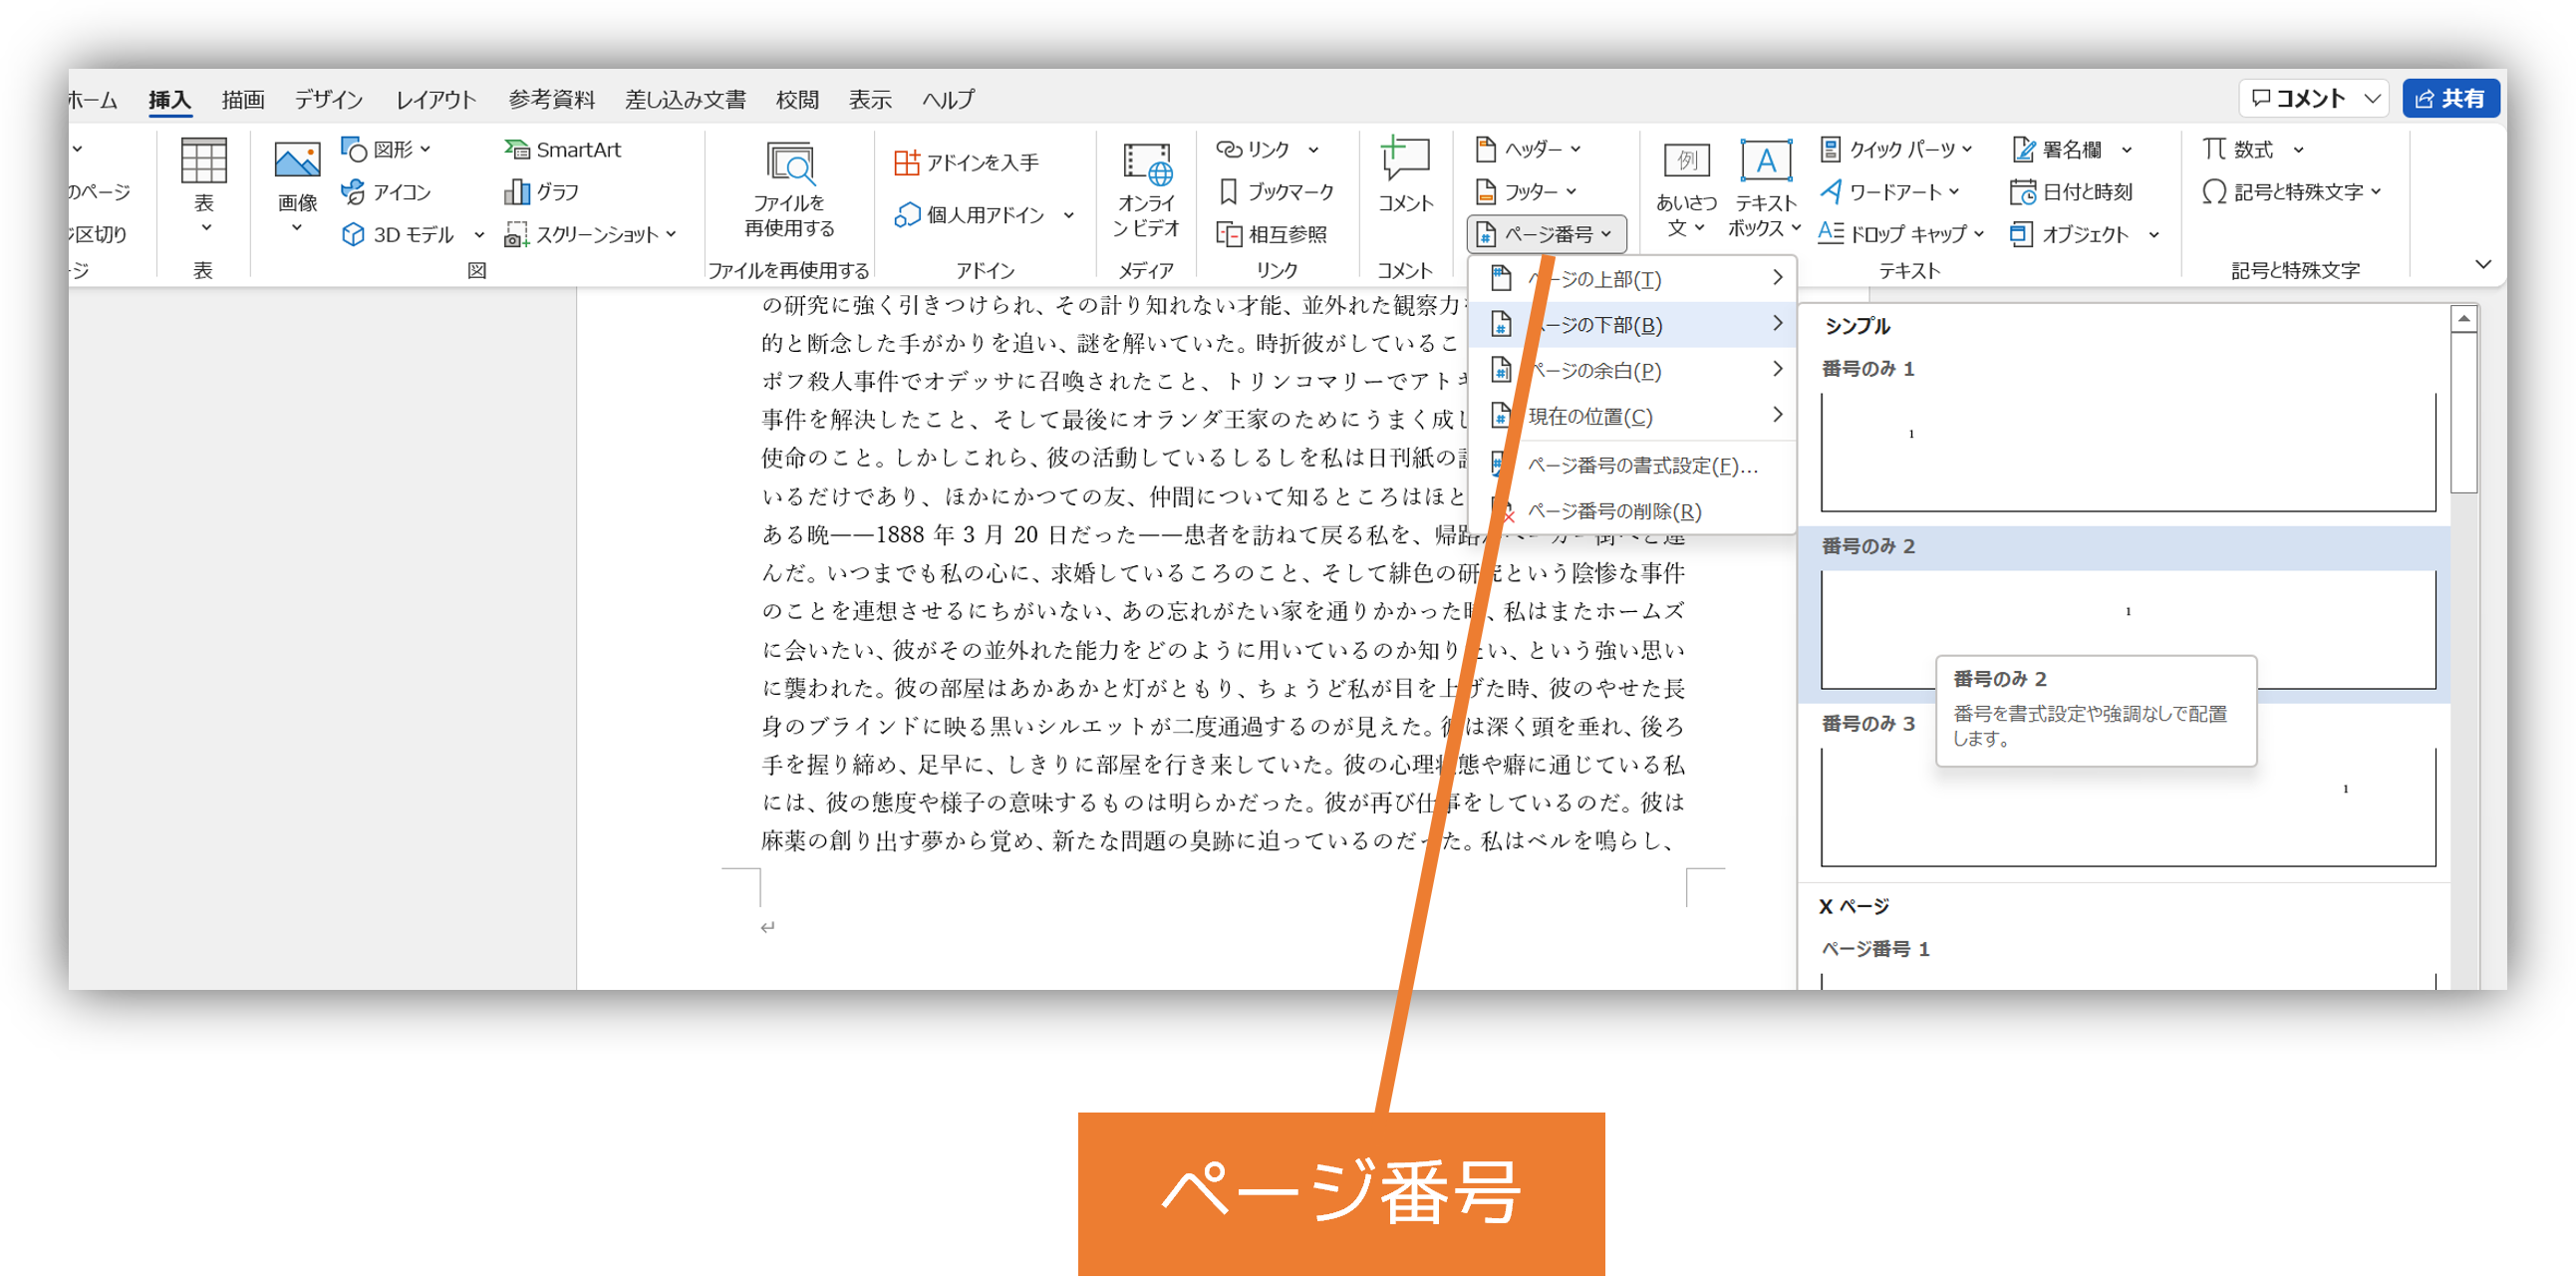 ホーム 挿入 描画 デザイン レイアウト 参考資料 差し込み文書 校閲 表示 ヘルプ コメント 共有
図形 SmartArt リンク ヘッダー クイック パーツ 署名欄 数式
アドインを入手
のページ アイコン グラフ ブックマーク フッター ワードアート 日付と時刻 記号と特殊文字
表 画像 ファイルを再使用する オンライン ビデオ コメント 例 あいさつ文 A テキストボックス
個人用アドイン
区切り 3D モデル スクリーンショット 相互参照 ページ番号 ドロップ キャップ オブジェクト
ージ 表 図 ファイルを再使用する アドイン メディア リンク コメント テキスト 記号と特殊文字
ページの上部(T)
ページの下部(B)
ページの余白(P)
現在の位置(C)
ページ番号の書式設定(F)...
ページ番号の削除(R)
の研究に強く引きつけられ、その計り知れない才能、並外れた観察力
的と断念した手がかりを追い、謎を解いていた。時折彼がしているこ
ポフ殺人事件でオデッサに召喚されたこと、トリンコマリーでアトキ
事件を解決したこと、そして最後にオランダ王家のためにうまく成し
使命のこと。しかしこれら、彼の活動しているしるしを私は日刊紙の
いるだけであり、ほかにかつての友、仲間について知るところはほと
ある晩――1888 年 3 月 20 日だった――患者を訪ねて戻る私を、帰路
んだ。いつまでも私の心に、求婚しているころのこと、そして緋色の研究という陰惨な事件
のことを連想させるにちがいない、あの忘れがたい家を通りかかった時、私はまたホームズ
に会いたい、彼がその並外れた能力をどのように用いているのか知りたい、という強い思い
に襲われた。彼の部屋はあかあかと灯がともり、ちょうど私が目を上げた時、彼のやせた長
身のブラインドに映る黒いシルエットが二度通過するのが見えた。彼は深く頭を垂れ、後ろ
手を握り締め、足早に、しきりに部屋を行き来していた。彼の心理状態や癖に通じている私
には、彼の態度や様子の意味するものは明らかだった。彼が再び仕事をしているのだ。彼は
麻薬の創り出す夢から覚め、新たな問題の臭跡に迫っているのだった。私はベルを鳴らし、
シンプル
番号のみ 1
1
番号のみ 2
1
番号のみ 2
番号を書式設定や強調なしで配置
します。
番号のみ 3
1
X ページ
ページ番号 1
ページ番号